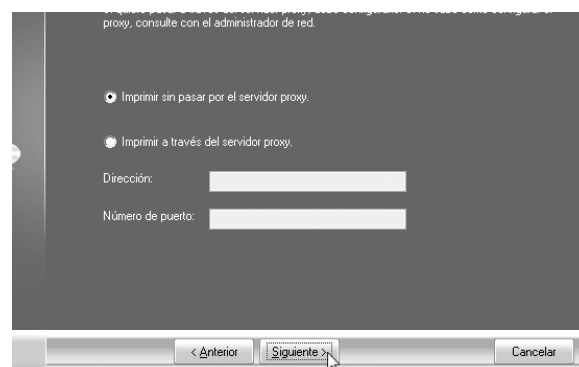 proxy, consulte con el administrador de red.
Imprimir sin pasar por el servidor proxy.
Imprimir a través del servidor proxy.
Dirección:
Número de puerto:
< Anterior
Siguiente >
Cancelar